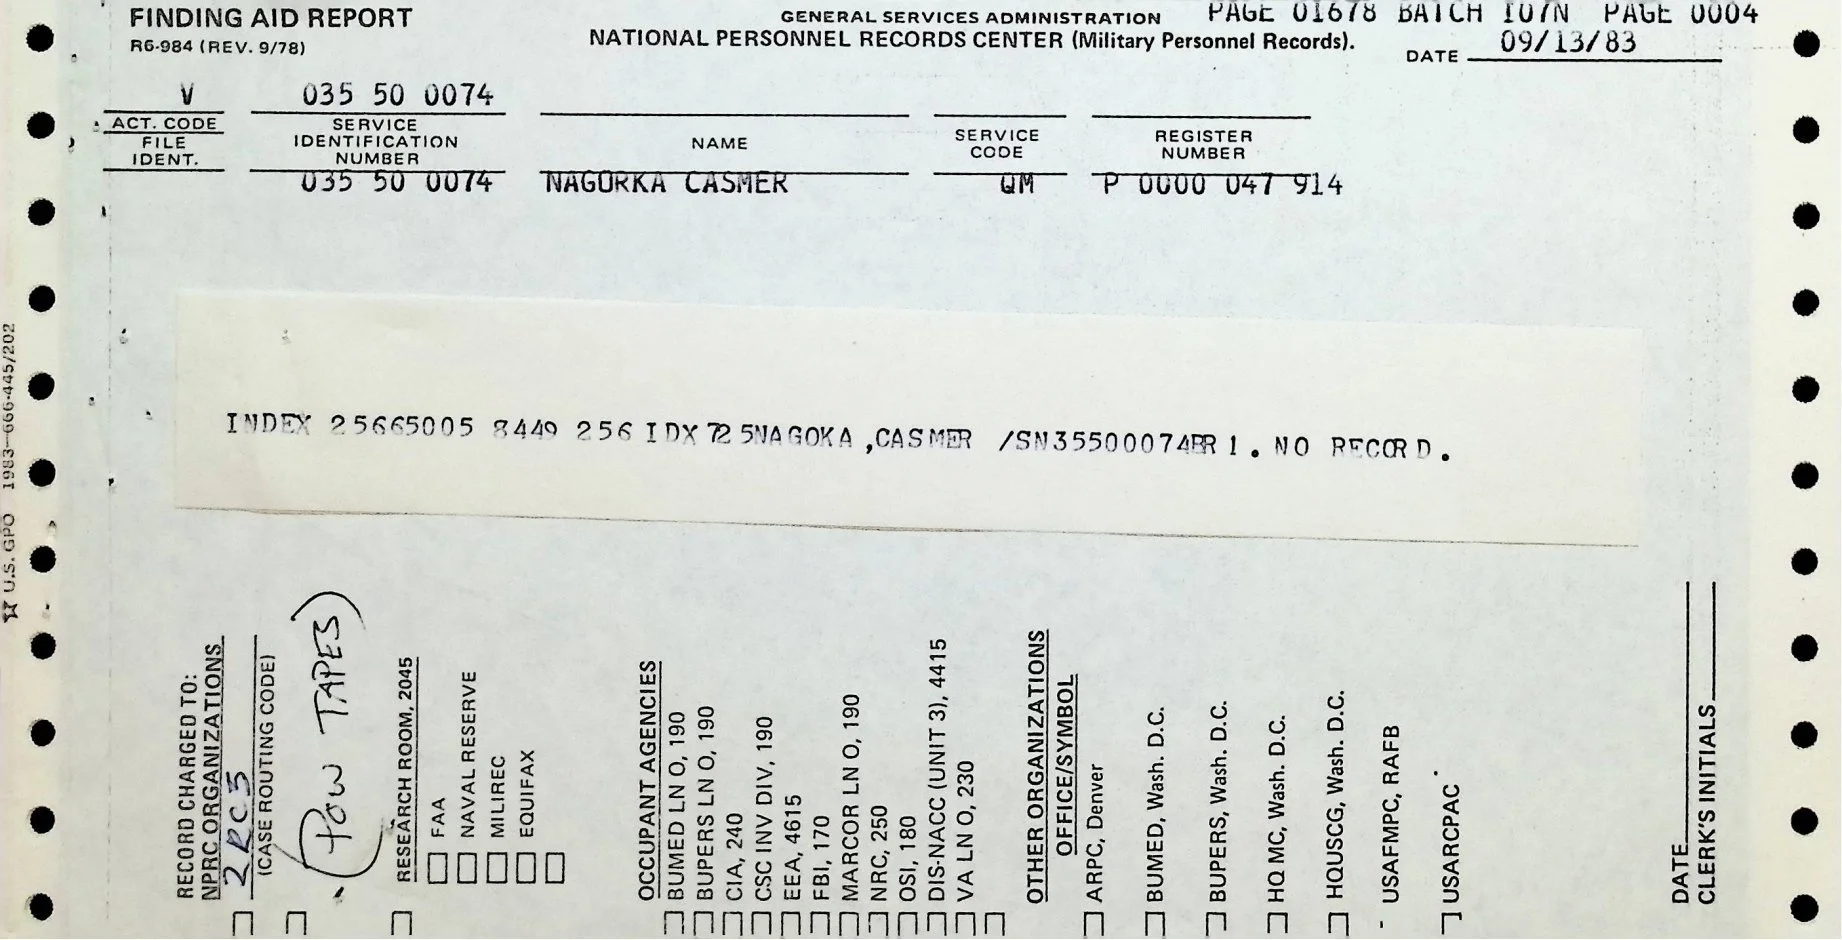 FINDING AID REPORT
R6-984 (REV. 9/78)
GENERAL SERVICES ADMINISTRATION
NATIONAL PERSONNEL RECORDS CENTER (Military Personnel Records).
PAGE 01678 BATCH 107N PAGE 0004
DATE 09/13/83
V 035 50 0074
ACT. CODE
FILE
IDENT.
SERVICE
IDENTIFICATION
NUMBER
NAME
SERVICE
CODE
REGISTER
NUMBER
035 50 0074 NAGORKA CASMER QM P 0000 047 914
INDEX 25665005 8449 256 IDX 725NAGOKA ,CASMER /SN35500074BR 1. NO RECORD.
☆ U.S. GPO 1983-666-445/202
RECORD CHARGED TO:
NPRC ORGANIZATIONS
2RC5
(CASE ROUTING CODE)
(POW TAPES)
RESEARCH ROOM, 2045
FAA
NAVAL RESERVE
MILIREC
EQUIFAX
OCCUPANT AGENCIES
BUMED LN O, 190
BUPERS LN O, 190
CIA, 240
CSC INV DIV, 190
EEA, 4615
FBI, 170
MARCOR LN O, 190
NRC, 250
OSI, 180
DIS-NACC (UNIT 3), 4415
VA LN O, 230
OTHER ORGANIZATIONS
OFFICE/SYMBOL
ARPC, Denver
BUMED, Wash. D.C.
BUPERS, Wash. D.C.
HQ MC, Wash. D.C.
HQUSCG, Wash. D.C.
USAFMPC, RAFB
USARCPAC
DATE
CLERK'S INITIALS